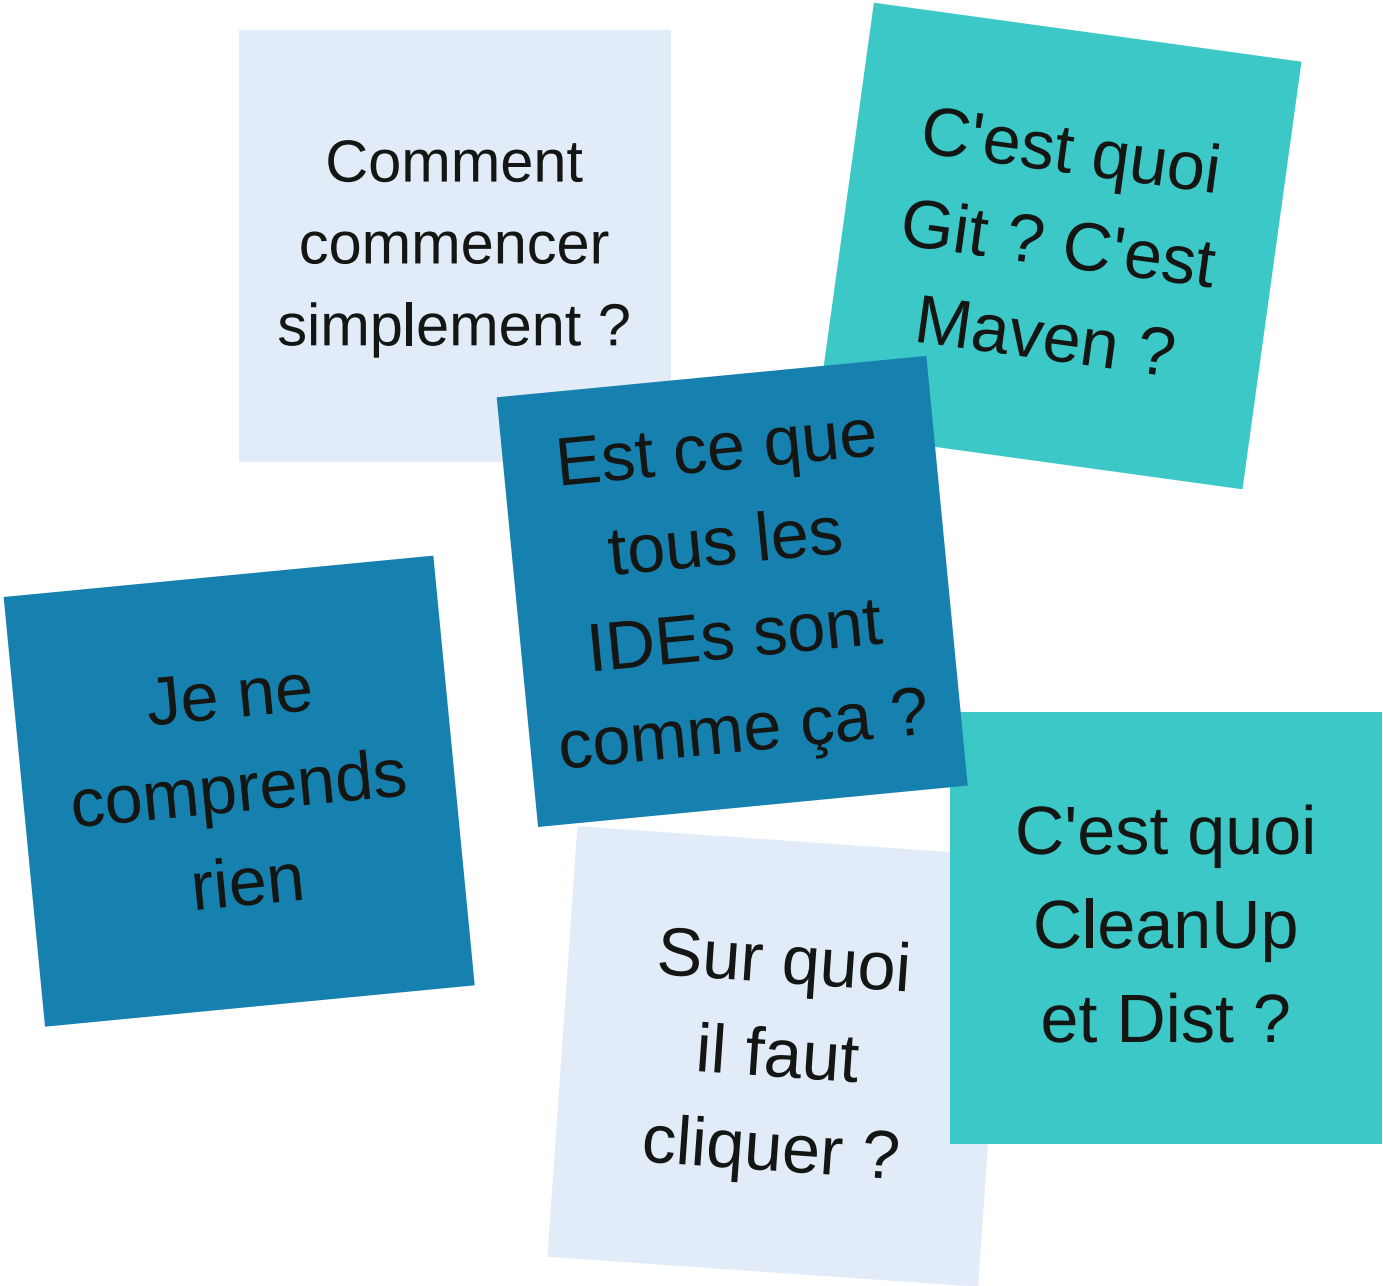 Comment
commencer
simplement ?
C'est quoi
Git ? C'est
Maven ?
Est ce que
tous les
IDEs sont
comme ça ?
Je ne
comprends
rien
C'est quoi
CleanUp
et Dist ?
Sur quoi
il faut
cliquer ?